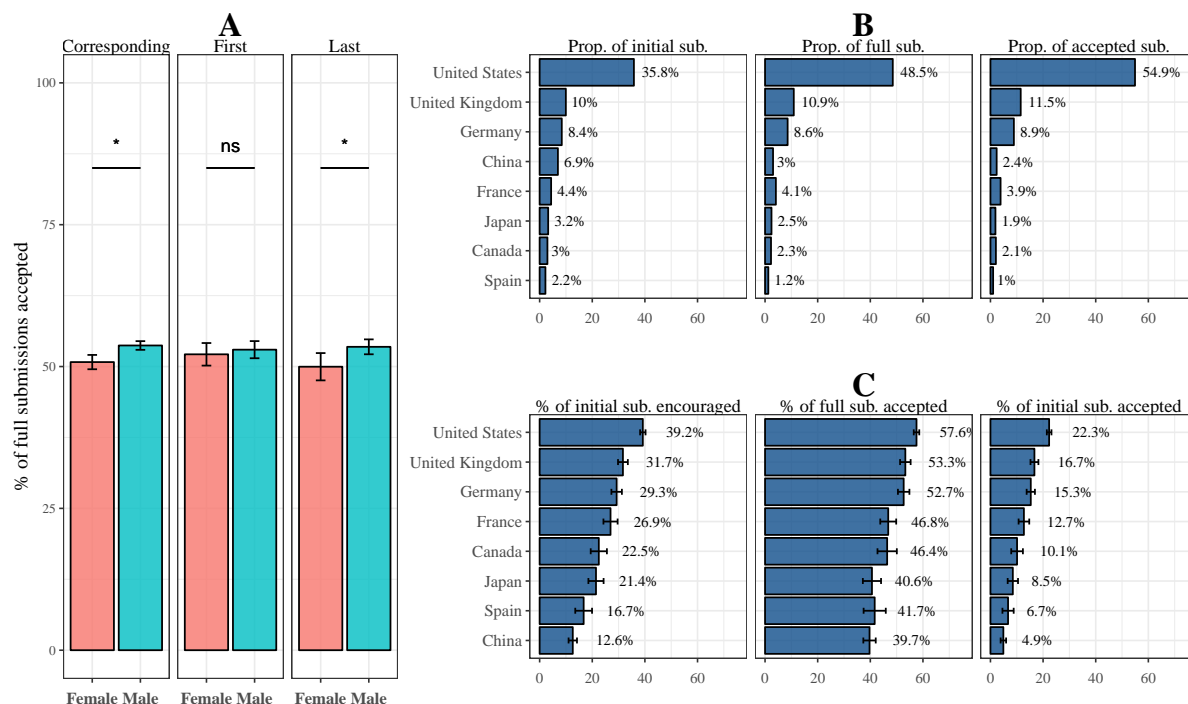 A
Corresponding First Last
% of full submissions accepted
100
75
50
25
0
* ns *
Female Male Female Male Female Male
B
Prop. of initial sub. Prop. of full sub. Prop. of accepted sub.
United States 35.8% 48.5% 54.9%
United Kingdom 10% 10.9% 11.5%
Germany 8.4% 8.6% 8.9%
China 6.9% 3% 2.4%
France 4.4% 4.1% 3.9%
Japan 3.2% 2.5% 1.9%
Canada 3% 2.3% 2.1%
Spain 2.2% 1.2% 1%
0 20 40 60 0 20 40 60 0 20 40 60
C
% of initial sub. encouraged % of full sub. accepted % of initial sub. accepted
United States 39.2% 57.6% 22.3%
United Kingdom 31.7% 53.3% 16.7%
Germany 29.3% 52.7% 15.3%
France 26.9% 46.8% 12.7%
Canada 22.5% 46.4% 10.1%
Japan 21.4% 40.6% 8.5%
Spain 16.7% 41.7% 6.7%
China 12.6% 39.7% 4.9%
0 20 40 60 0 20 40 60 0 20 40 60